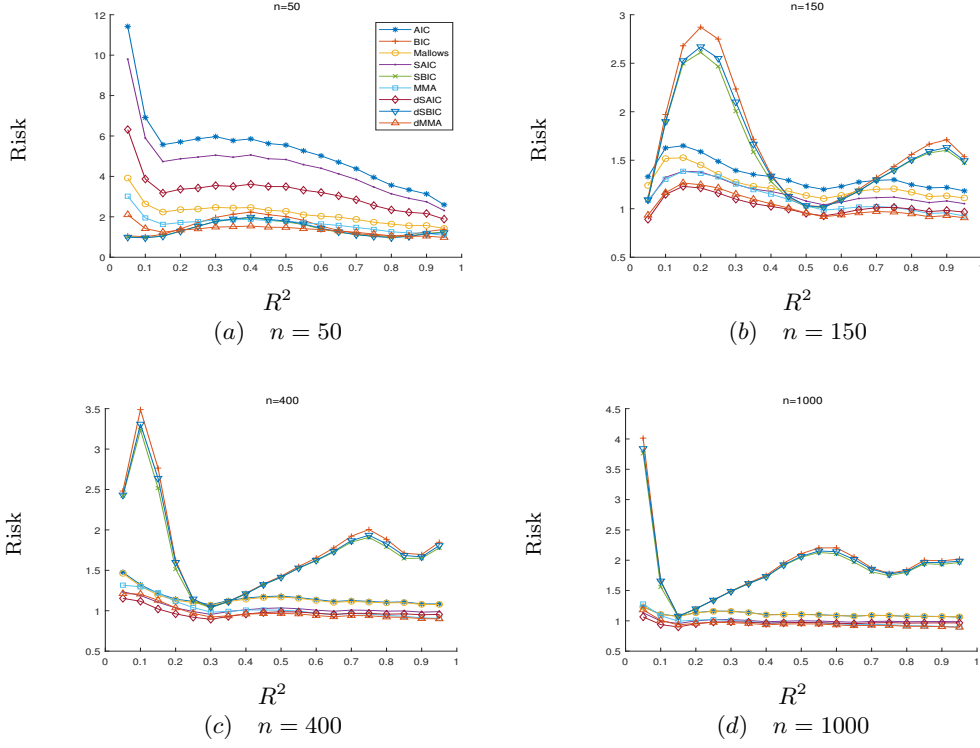 n=50
12
10
8
6
4
2
0
Risk
0 0.1 0.2 0.3 0.4 0.5 0.6 0.7 0.8 0.9 1
AIC
BIC
Mallows
SAIC
SBIC
MMA
dSAIC
dSBIC
dMMA
R²
(a) n = 50
n=150
3
2.5
2
1.5
1
0.5
Risk
0 0.1 0.2 0.3 0.4 0.5 0.6 0.7 0.8 0.9 1
R²
(b) n = 150
n=400
3.5
3
2.5
2
1.5
1
0.5
Risk
0 0.1 0.2 0.3 0.4 0.5 0.6 0.7 0.8 0.9 1
R²
(c) n = 400
n=1000
4.5
4
3.5
3
2.5
2
1.5
1
0.5
Risk
0 0.1 0.2 0.3 0.4 0.5 0.6 0.7 0.8 0.9 1
R²
(d) n = 1000